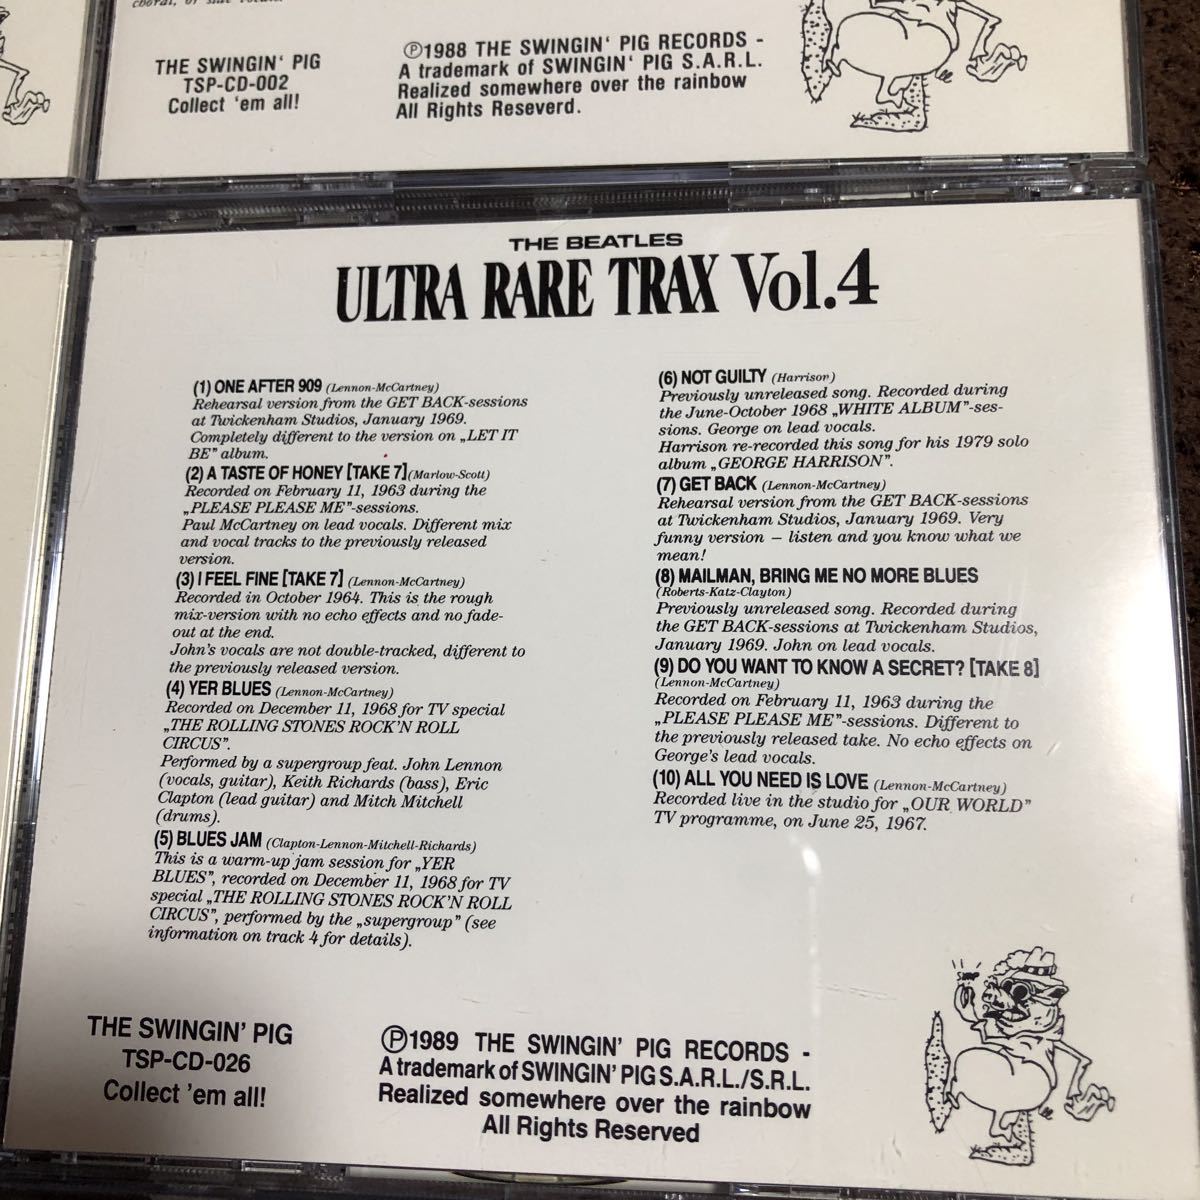 THE SWINGIN‘ PIG
TSP-CD-002
Collect 'em all!
Ⓟ1988 THE SWINGIN‘ PIG RECORDS -
A trademark of SWINGIN‘ PIG S.A.R.L.
Realized somewhere over the rainbow
All Rights Reseverd.
THE BEATLES
ULTRA RARE TRAX Vol.4
(1) ONE AFTER 909 (Lennon-McCartney)
Rehearsal version from the GET BACK-sessions
at Twickenham Studios, January 1969.
Completely different to the version on „LET IT
BE" album.
(2) A TASTE OF HONEY [TAKE 7] (Marlow-Scott)
Recorded on February 11, 1963 during the
„PLEASE PLEASE ME"-sessions.
Paul McCartney on lead vocals. Different mix
and vocal tracks to the previously released
version.
(3) I FEEL FINE [TAKE 7] (Lennon-McCartney)
Recorded in October 1964. This is the rough
mix-version with no echo effects and no fade-
out at the end.
John's vocals are not double-tracked, different to
the previously released version.
(4) YER BLUES (Lennon-McCartney)
Recorded on December 11, 1968 for TV special
„THE ROLLING STONES ROCK'N ROLL
CIRCUS".
Performed by a supergroup feat. John Lennon
(vocals, guitar), Keith Richards (bass), Eric
Clapton (lead guitar) and Mitch Mitchell
(drums).
(5) BLUES JAM (Clapton-Lennon-Mitchell-Richards)
This is a warm-up jam session for „YER
BLUES", recorded on December 11, 1968 for TV
special „THE ROLLING STONES ROCK'N ROLL
CIRCUS", performed by the „supergroup" (see
information on track 4 for details).
(6) NOT GUILTY (Harrison)
Previously unreleased song. Recorded during
the June-October 1968 „WHITE ALBUM"-ses-
sions. George on lead vocals.
Harrison re-recorded this song for his 1979 solo
album „GEORGE HARRISON".
(7) GET BACK (Lennon-McCartney)
Rehearsal version from the GET BACK-sessions
at Twickenham Studios, January 1969. Very
funny version – listen and you know what we
mean!
(8) MAILMAN, BRING ME NO MORE BLUES
(Roberts-Katz-Clayton)
Previously unreleased song. Recorded during
the GET BACK-sessions at Twickenham Studios,
January 1969. John on lead vocals.
(9) DO YOU WANT TO KNOW A SECRET? [TAKE 8]
(Lennon-McCartney)
Recorded on February 11, 1963 during the
„PLEASE PLEASE ME"-sessions. Different to
the previously released take. No echo effects on
George's lead vocals.
(10) ALL YOU NEED IS LOVE (Lennon-McCartney)
Recorded live in the studio for „OUR WORLD"
TV programme, on June 25, 1967.
THE SWINGIN' PIG
TSP-CD-026
Collect 'em all!
Ⓟ1989 THE SWINGIN' PIG RECORDS -
A trademark of SWINGIN' PIG S.A.R.L./S.R.L.
Realized somewhere over the rainbow
All Rights Reserved